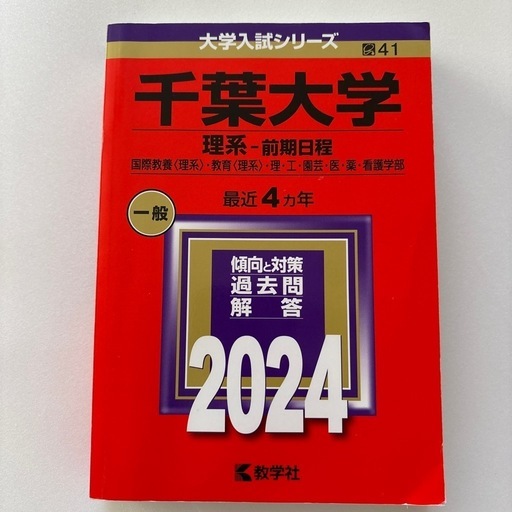 大学入試シリーズ
41
千葉大学
理系-前期日程
国際教養〈理系〉・教育〈理系〉・理・工・園芸・医・薬・看護学部
最近4カ年
一般
傾向と対策
過去問
解答
2024
教学社